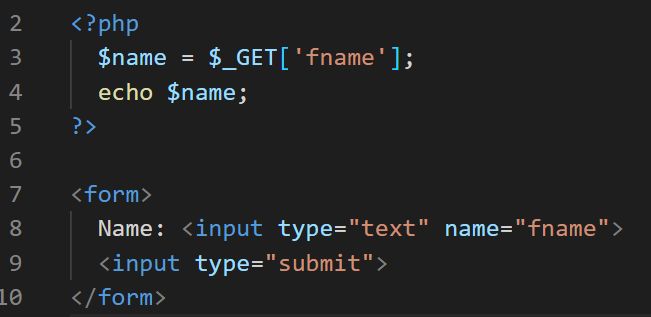 2 <?php
3 $name = $_GET['fname'];
4 echo $name;
5 ?>
6
7 <form>
8 Name: <input type="text" name="fname">
9 <input type="submit">
10 </form>